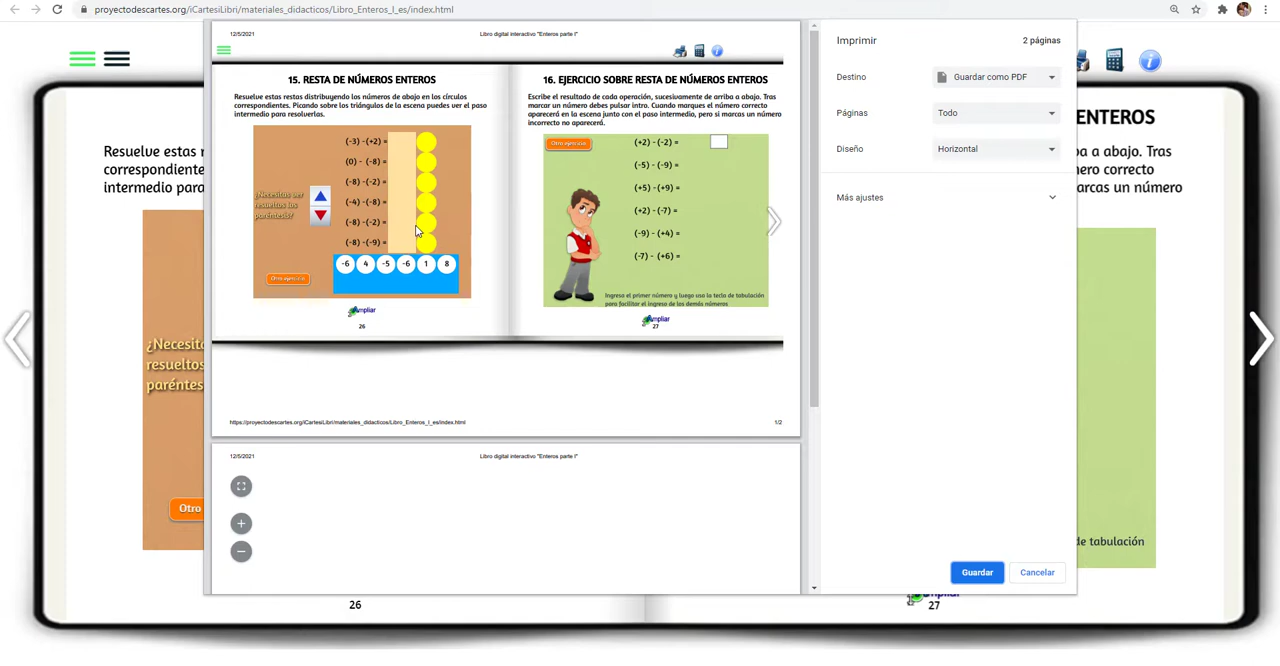 proyectodescartes.org/iCartesiLibri/materiales_didacticos/Libro_Enteros_I_es/index.html
12/5/2021
Libro digital interactivo "Enteros parte I"
15. RESTA DE NÚMEROS ENTEROS
Resuelve estas restas distribuyendo los números de abajo en los círculos
correspondientes. Picando sobre los triángulos de la escena puedes ver el paso
intermedio para resolverlas.
(-3) -(+2) =
(0) -(-8) =
(-8) -(-2) =
(-4) -(-8) =
(-8) -(-2) =
(-8) -(-9) =
¿Necesitas ver
resueltos los
paréntesis?
-6 4 -5 -6 1 8
Otro ejercicio
Ampliar
26
16. EJERCICIO SOBRE RESTA DE NÚMEROS ENTEROS
Escribe el resultado de cada operación, sucesivamente de arriba a abajo. Tras
marcar un número debes pulsar intro. Cuando marques el número correcto
aparecerá en la escena junto con el paso intermedio, pero si marcas un número
incorrecto no aparecerá.
Otro ejercicio
(+2) - (-2) =
(-5) - (-9) =
(+5) - (+9) =
(+2) - (-7) =
(-9) - (+4) =
(-7) - (+6) =
Ingresa el primer número y luego usa la tecla de tabulación
para facilitar el ingreso de los demás números
Ampliar
27
https://proyectodescartes.org/iCartesiLibri/materiales_didacticos/Libro_Enteros_I_es/index.html
1/2
12/5/2021
Libro digital interactivo "Enteros parte I"
Imprimir
2 páginas
Destino
Guardar como PDF
Páginas
Todo
Diseño
Horizontal
Más ajustes
Guardar
Cancelar
Resuelve estas r
correspondiente
intermedio para
¿Necesit
resueltos
paréntes
Otro
26
ENTEROS
ba a abajo. Tras
mero correcto
marcas un número
de tabulación
27